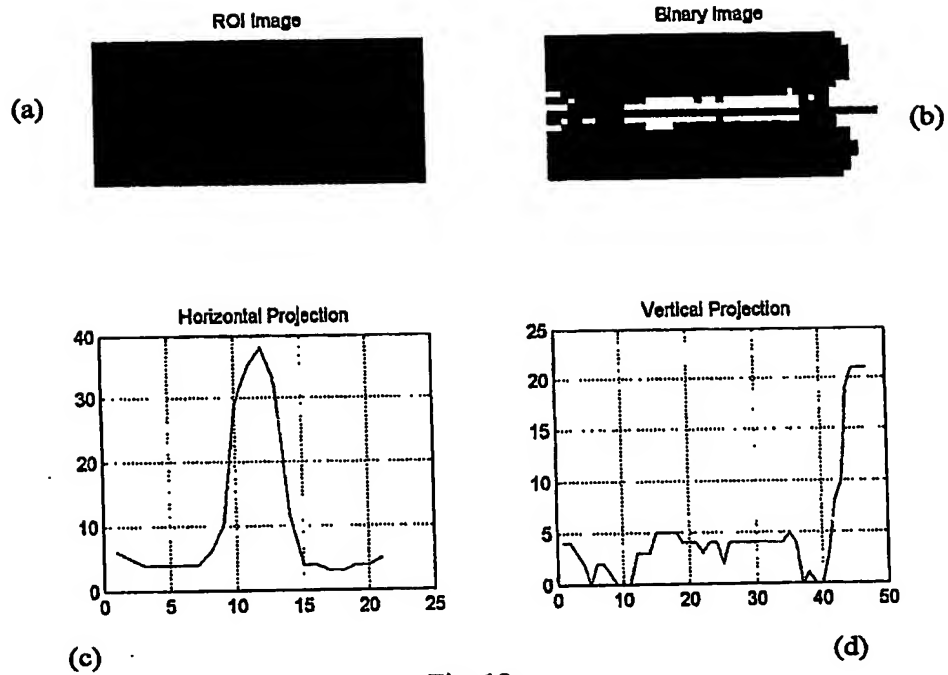 ROI Image
Binary Image
(a)
(b)
Horizontal Projection
Vertical Projection
40
30
20
10
0
0 5 10 15 20 25
25
20
15
10
5
0
0 10 20 30 40 50
(c)
(d)